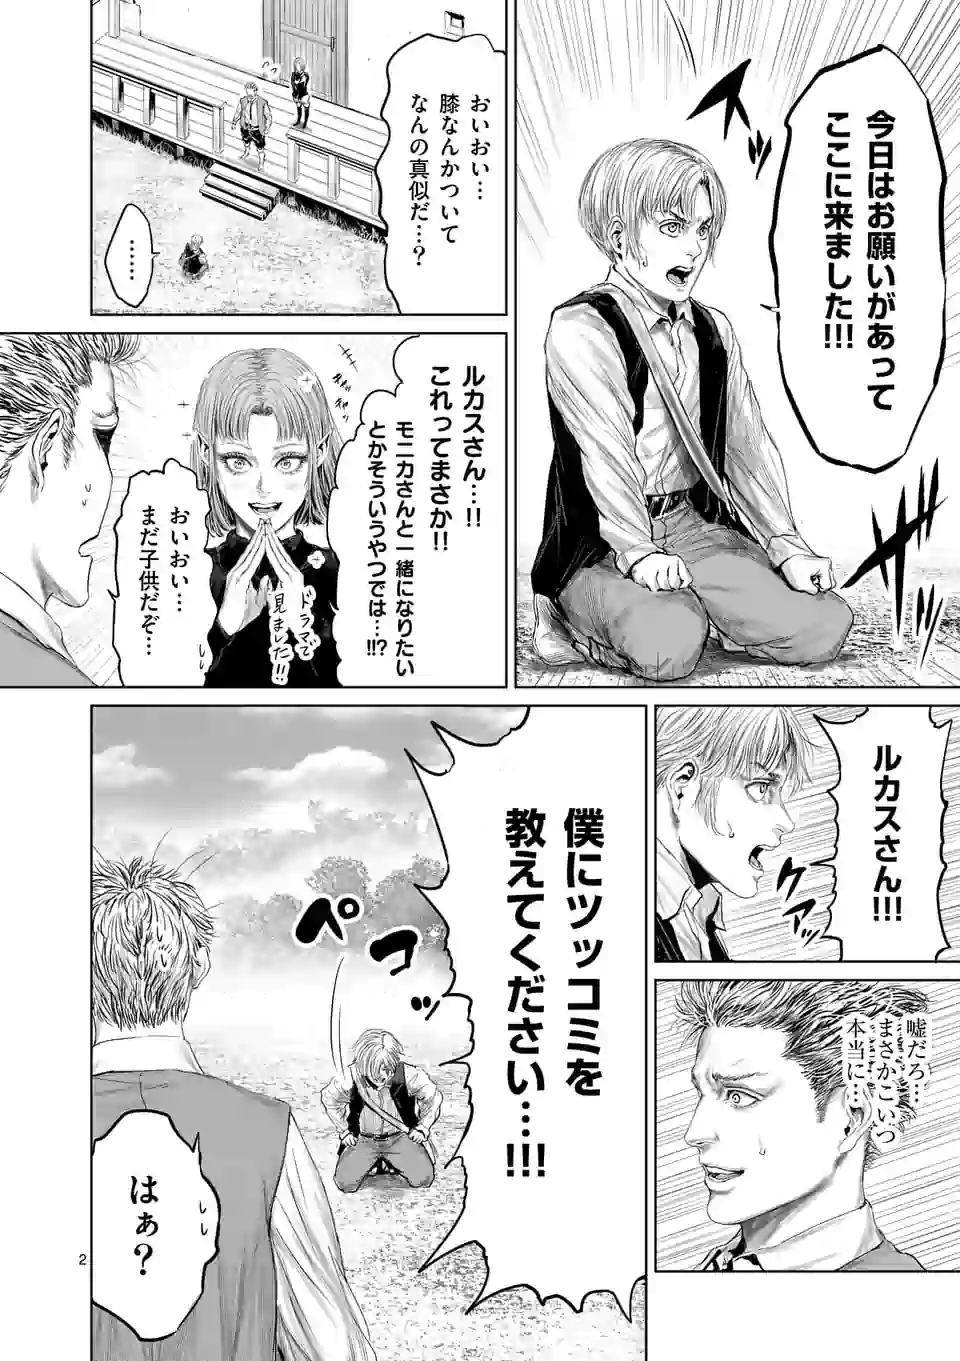 今日はお願いがあって
ここに来ました!!!
おいおい…
膝なんかついて
なんの真似だ…?
……
ルカスさん…!!
これってまさか!!
モニカさんと一緒になりたい
とかそういうやつでは…!!?
ドラマで
見ました!!
おいおい…
まだ子供だぞ…
ルカスさん!!!
クァッ
嘘だろ…
まさかこいつ
本当に…
僕にツッコミを
教えてください…!!!
ペコッ
はぁ?
2